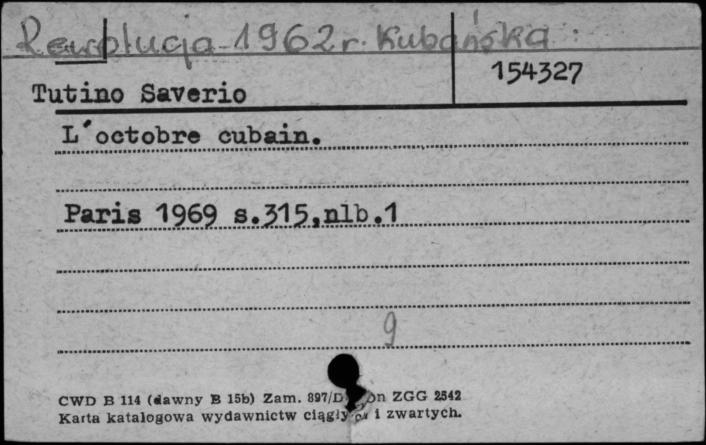 Rewolucja 1962 r. Kubańska:
154327
Tutino Saverio
L'octobre cubain.
Paris 1969 s.315,nlb.1
9
CWD B 114 (dawny B 15b) Zam. 897/D ZGG 2542
Karta katalogowa wydawnictw i zwartych.